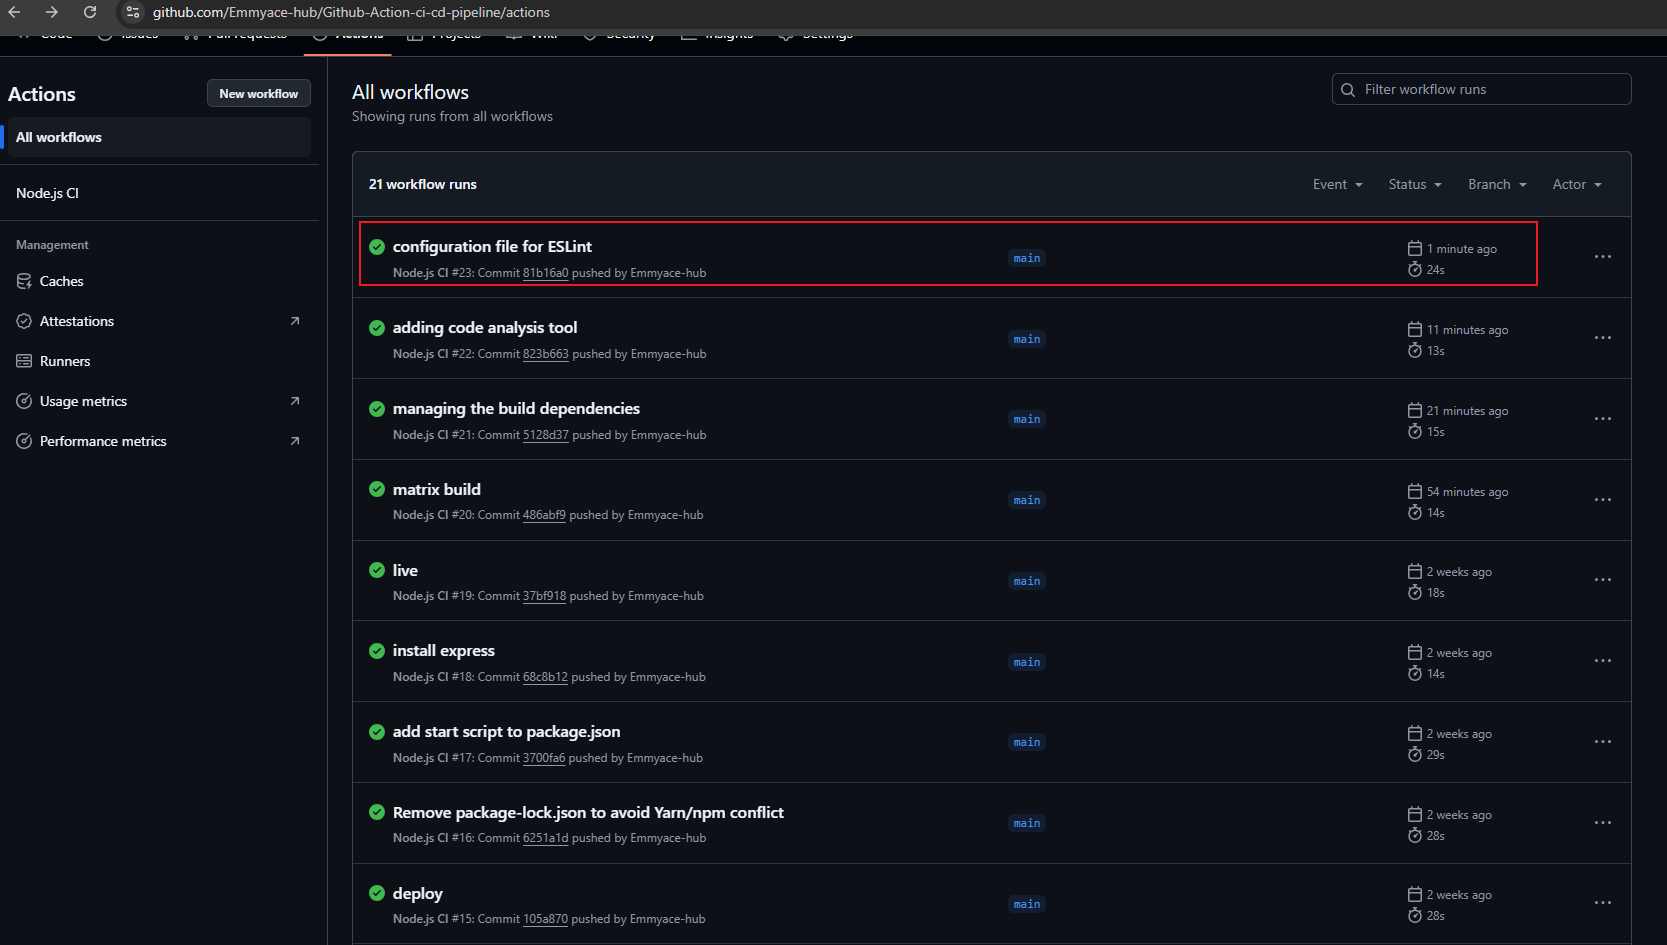 github.com/Emmyace-hub/Github-Action-ci-cd-pipeline/actions
Code Issues Pull requests Actions Projects Wiki Security Insights Settings
Actions
New workflow
All workflows
Node.js CI
Management
Caches
Attestations
Runners
Usage metrics
Performance metrics
All workflows
Showing runs from all workflows
Filter workflow runs
21 workflow runs
Event Status Branch Actor
configuration file for ESLint
Node.js CI #23: Commit 81b16a0 pushed by Emmyace-hub
main
1 minute ago
24s
adding code analysis tool
Node.js CI #22: Commit 823b663 pushed by Emmyace-hub
main
11 minutes ago
13s
managing the build dependencies
Node.js CI #21: Commit 5128d37 pushed by Emmyace-hub
main
21 minutes ago
15s
matrix build
Node.js CI #20: Commit 486abf9 pushed by Emmyace-hub
main
54 minutes ago
14s
live
Node.js CI #19: Commit 37bf918 pushed by Emmyace-hub
main
2 weeks ago
18s
install express
Node.js CI #18: Commit 68c8b12 pushed by Emmyace-hub
main
2 weeks ago
14s
add start script to package.json
Node.js CI #17: Commit 3700fa6 pushed by Emmyace-hub
main
2 weeks ago
29s
Remove package-lock.json to avoid Yarn/npm conflict
Node.js CI #16: Commit 6251a1d pushed by Emmyace-hub
main
2 weeks ago
28s
deploy
Node.js CI #15: Commit 105a870 pushed by Emmyace-hub
main
2 weeks ago
28s